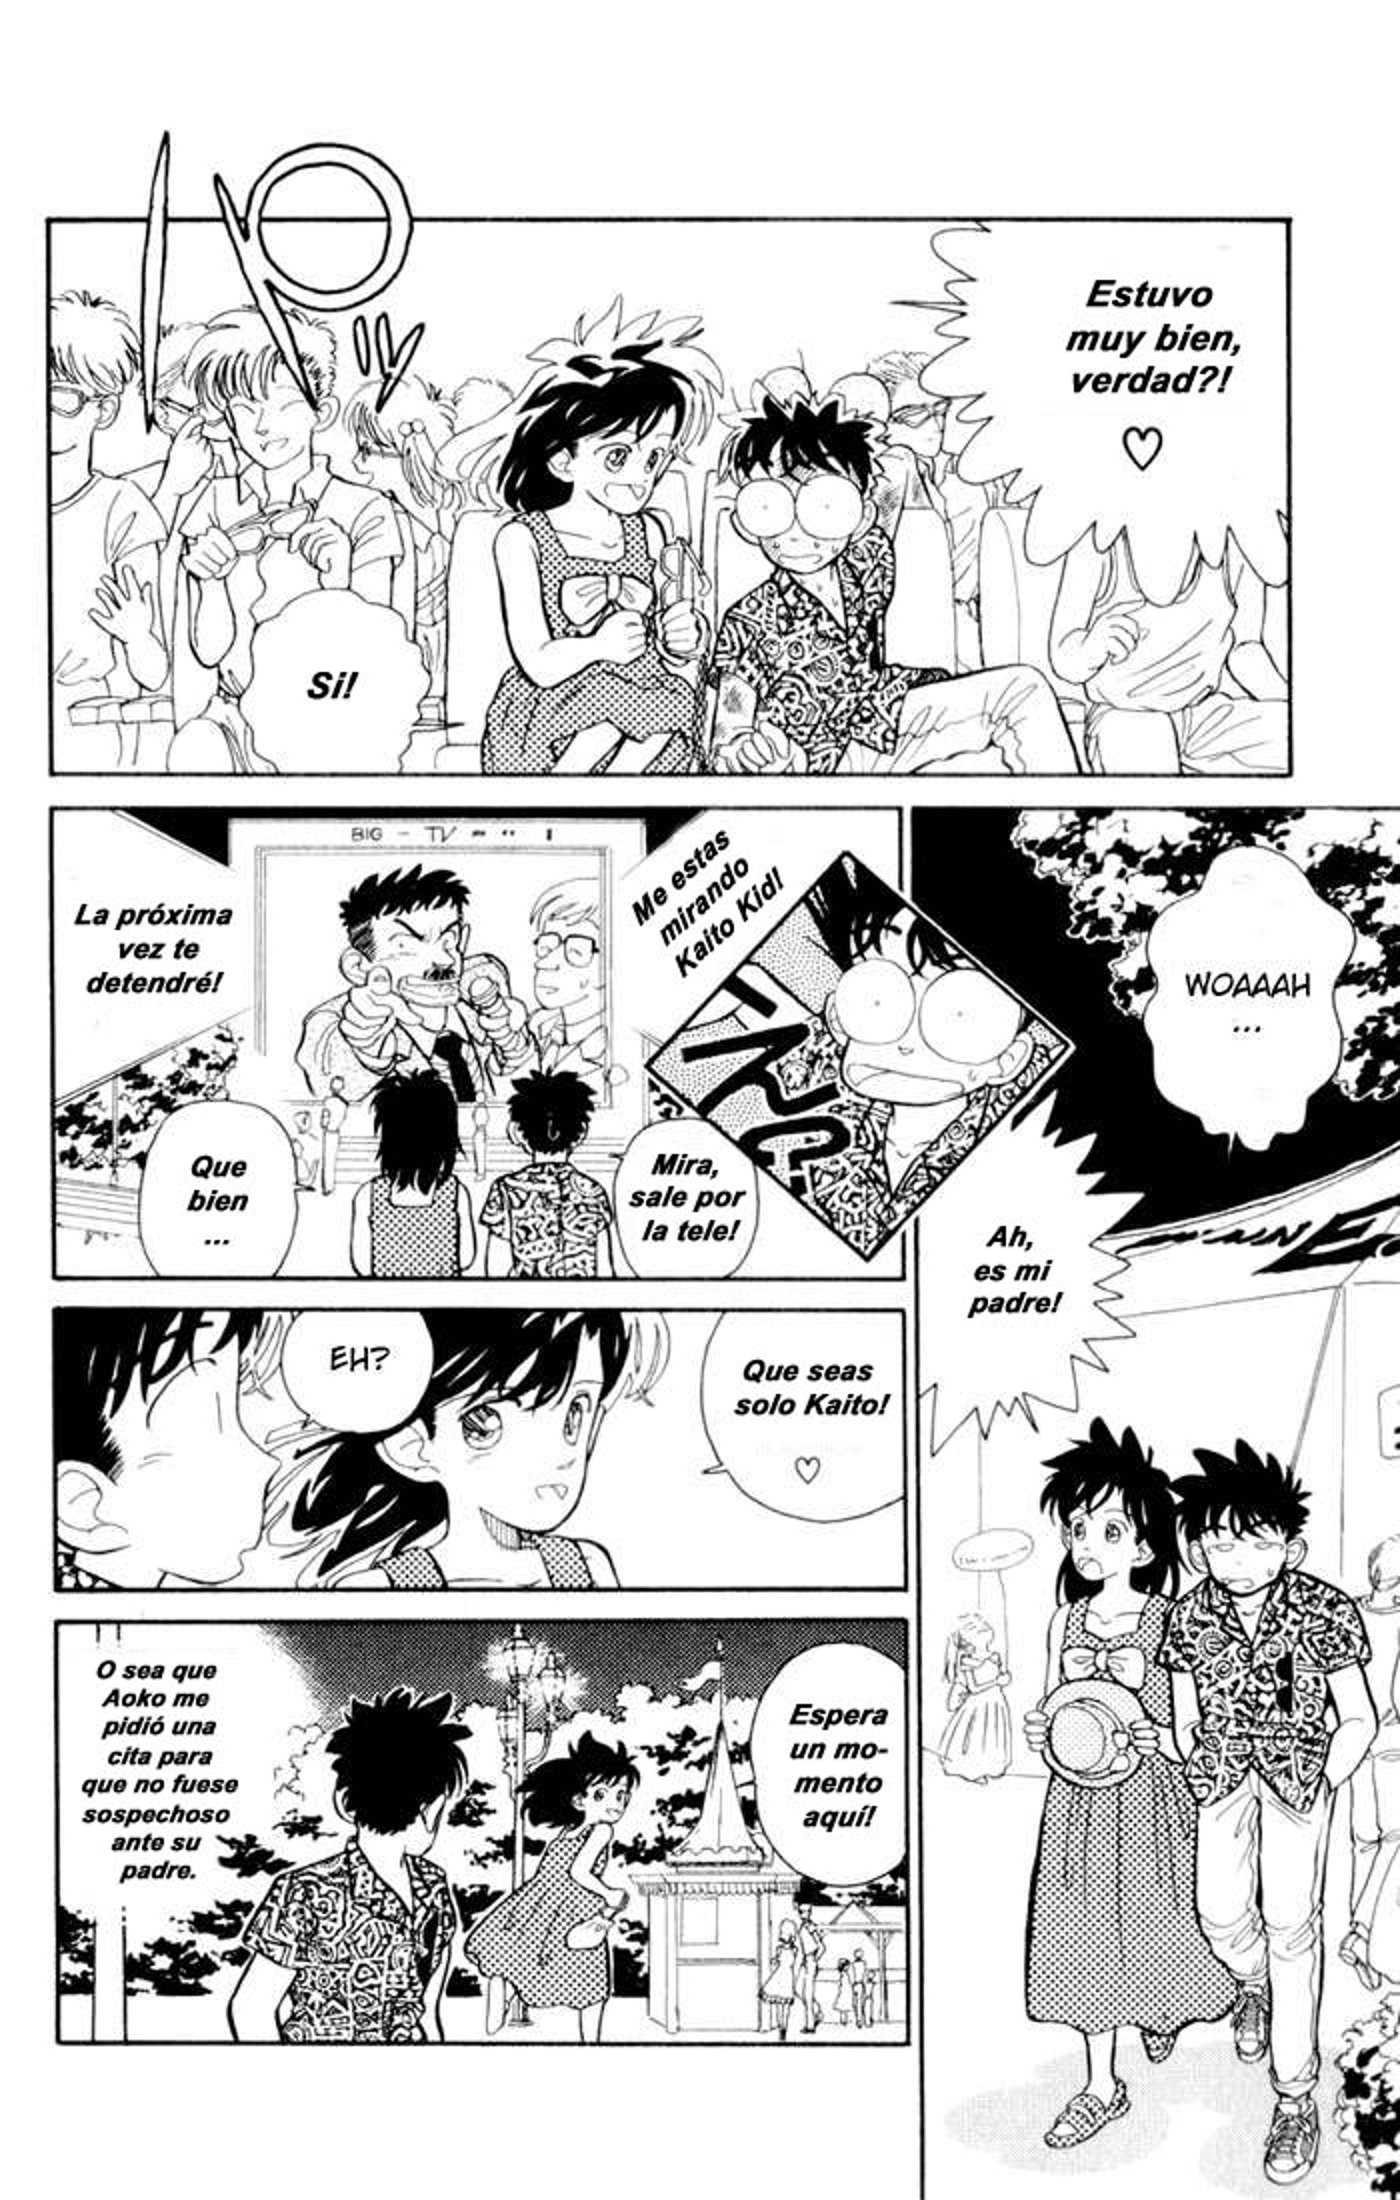 Estuvo
muy bien,
verdad?!
♡
Si!
WOAAAH
...
Ah,
es mi
padre!
Me estas
mirando
Kaito Kid!
BIG - TV
La próxima
vez te
detendré!
Mira,
sale por
la tele!
Que
bien
...
Que seas
solo Kaito!
♡
EH?
Espera
un mo-
mento
aquí!
O sea que
Aoko me
pidió una
cita para
que no fuese
sospechoso
ante su
padre.